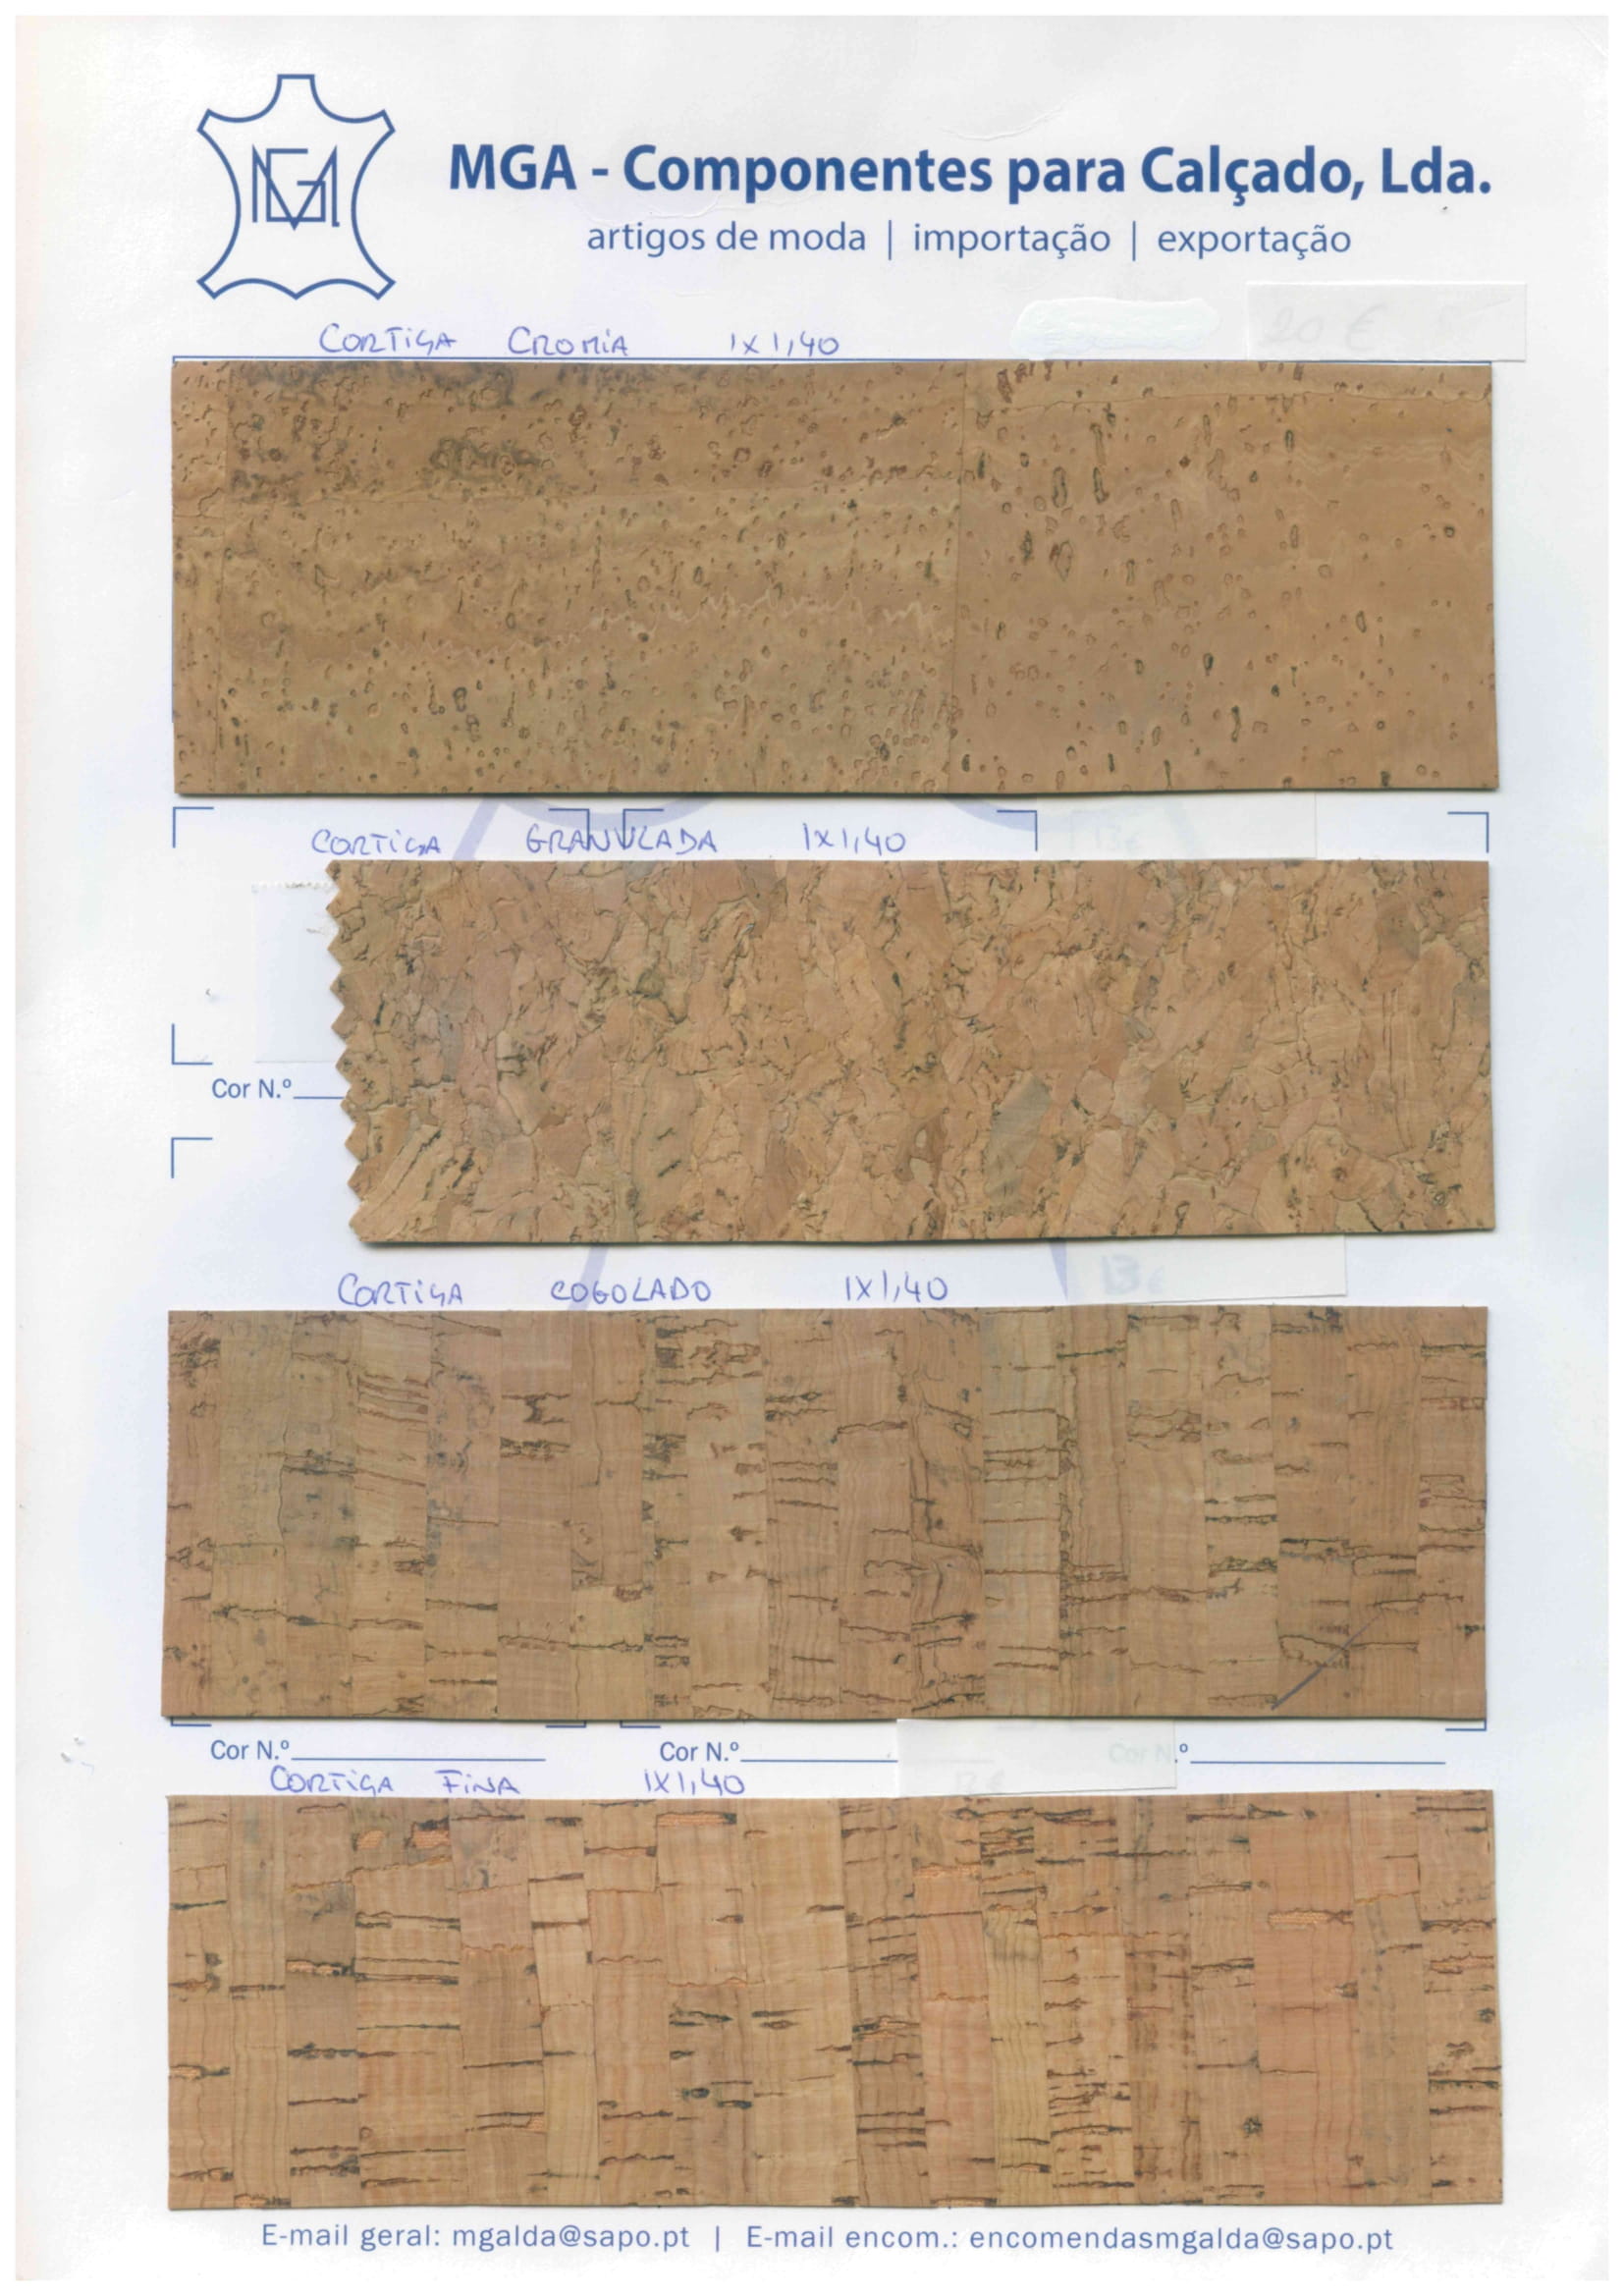 MGA - Componentes para Calçado, Lda.
artigos de moda | importação | exportação
CORTIÇA CROMIA 1X1,40
20 €
CORTIÇA GRANULADA 1X1,40
13€
Cor N.º
CORTIÇA COGOLADO 1X1,40
13€
Cor N.º Cor N.º Cor N.º
CORTIÇA FINA 1X1,40
E-mail geral: mgalda@sapo.pt | E-mail encom.: encomendasmgalda@sapo.pt